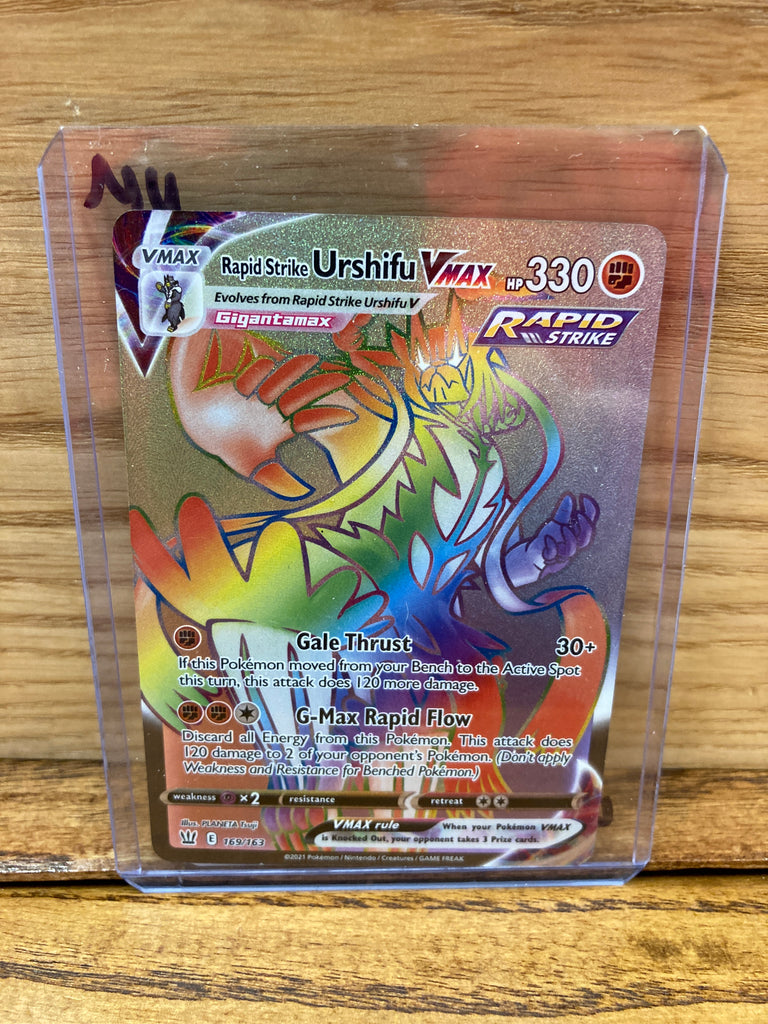 VMAX
Rapid Strike Urshifu VMAX HP 330
Evolves from Rapid Strike Urshifu V
Gigantamax
RAPID
STRIKE
Gale Thrust 30+
If this Pokémon moved from your Bench to the Active Spot
this turn, this attack does 120 more damage.
G-Max Rapid Flow
Discard all Energy from this Pokémon. This attack does
120 damage to 2 of your opponent's Pokémon. (Don't apply
Weakness and Resistance for Benched Pokémon.)
weakness ×2 resistance retreat
Illus. PLANETA Tsuji
E 169/163
VMAX rule When your Pokémon VMAX
is Knocked Out, your opponent takes 3 Prize cards.
©2021 Pokémon / Nintendo / Creatures / GAME FREAK